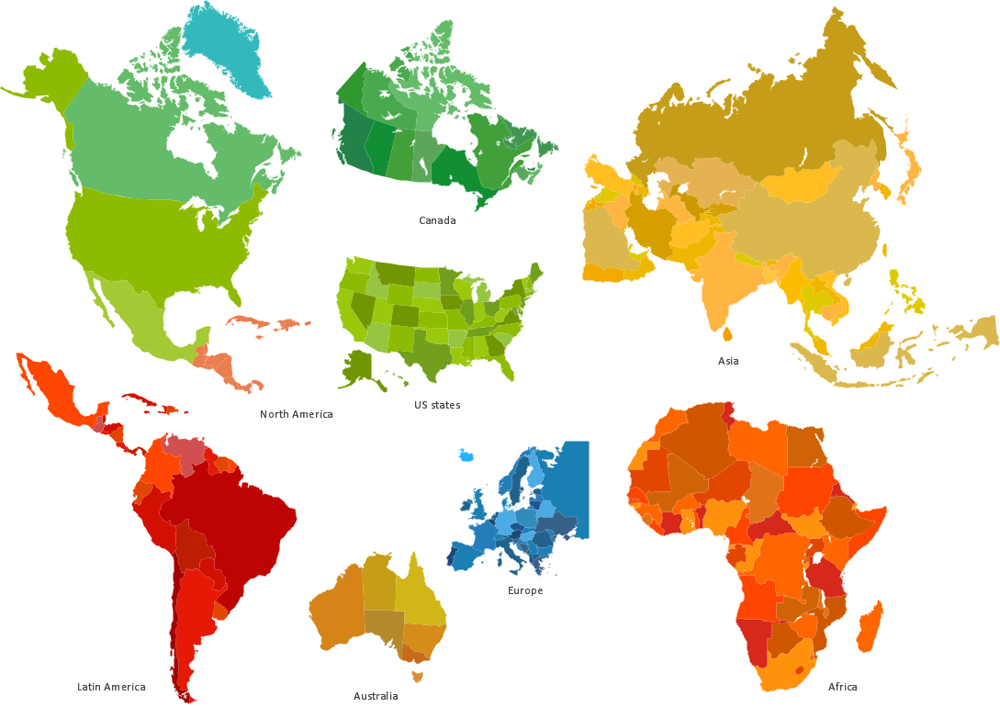 Canada
Asia
North America
US states
Europe
Latin America
Australia
Africa